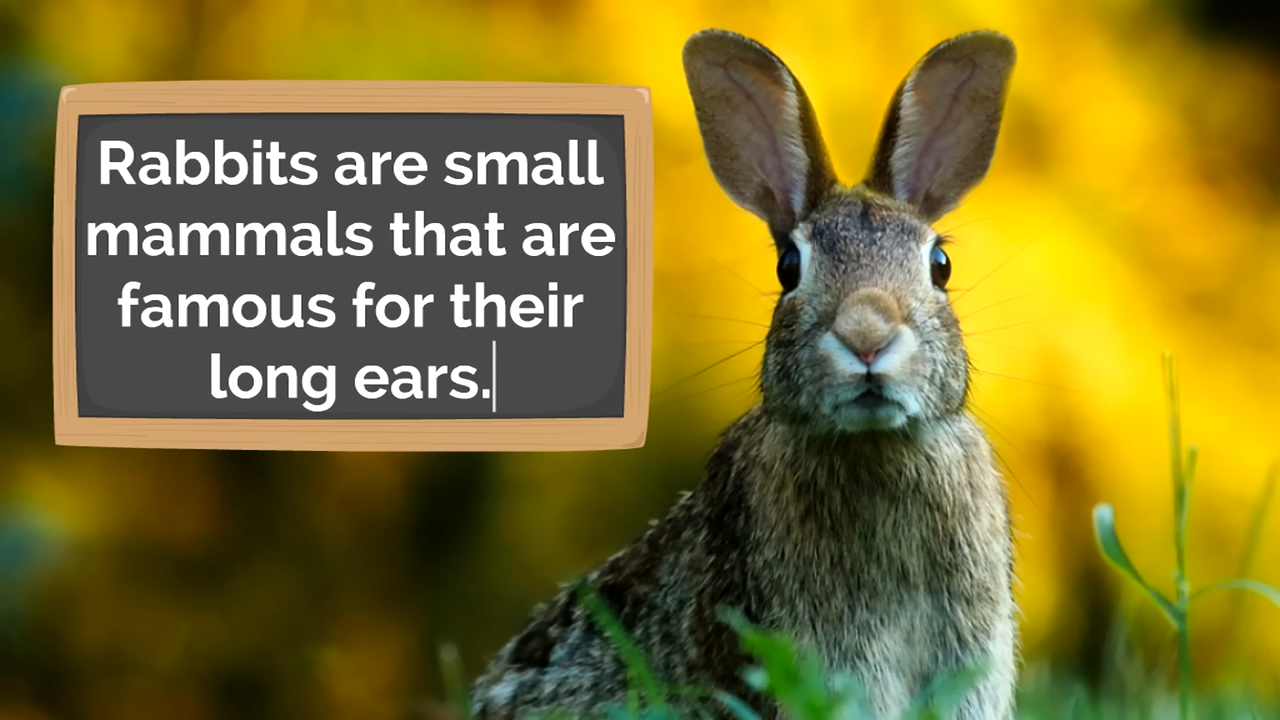 Rabbits are small
mammals that are
famous for their
long ears.